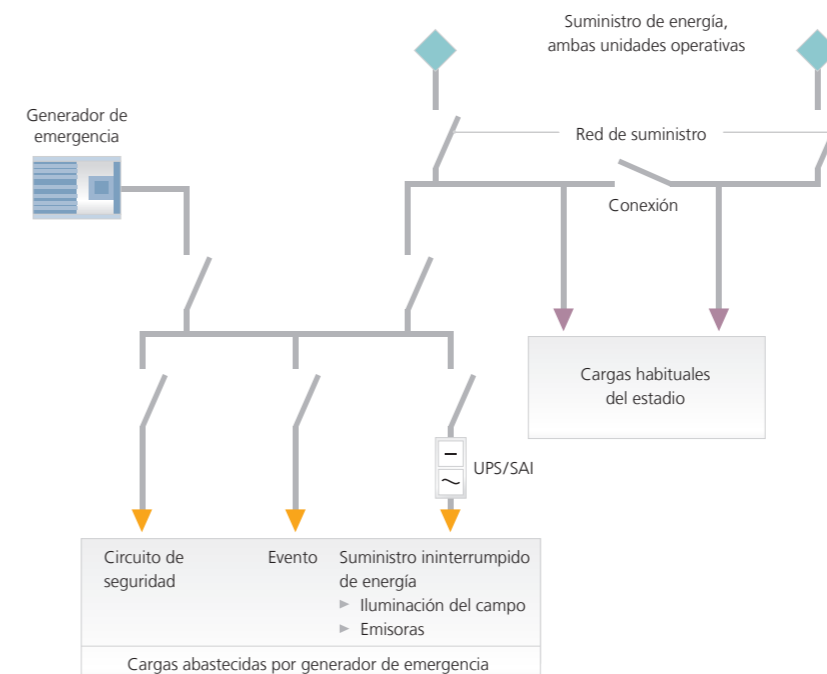 Suministro de energía,
ambas unidades operativas
Generador de
emergencia
Red de suministro
Conexión
Cargas habituales
del estadio
UPS/SAI
Circuito de
seguridad
Evento
Suministro ininterrumpido
de energía
► Iluminación del campo
► Emisoras
Cargas abastecidas por generador de emergencia